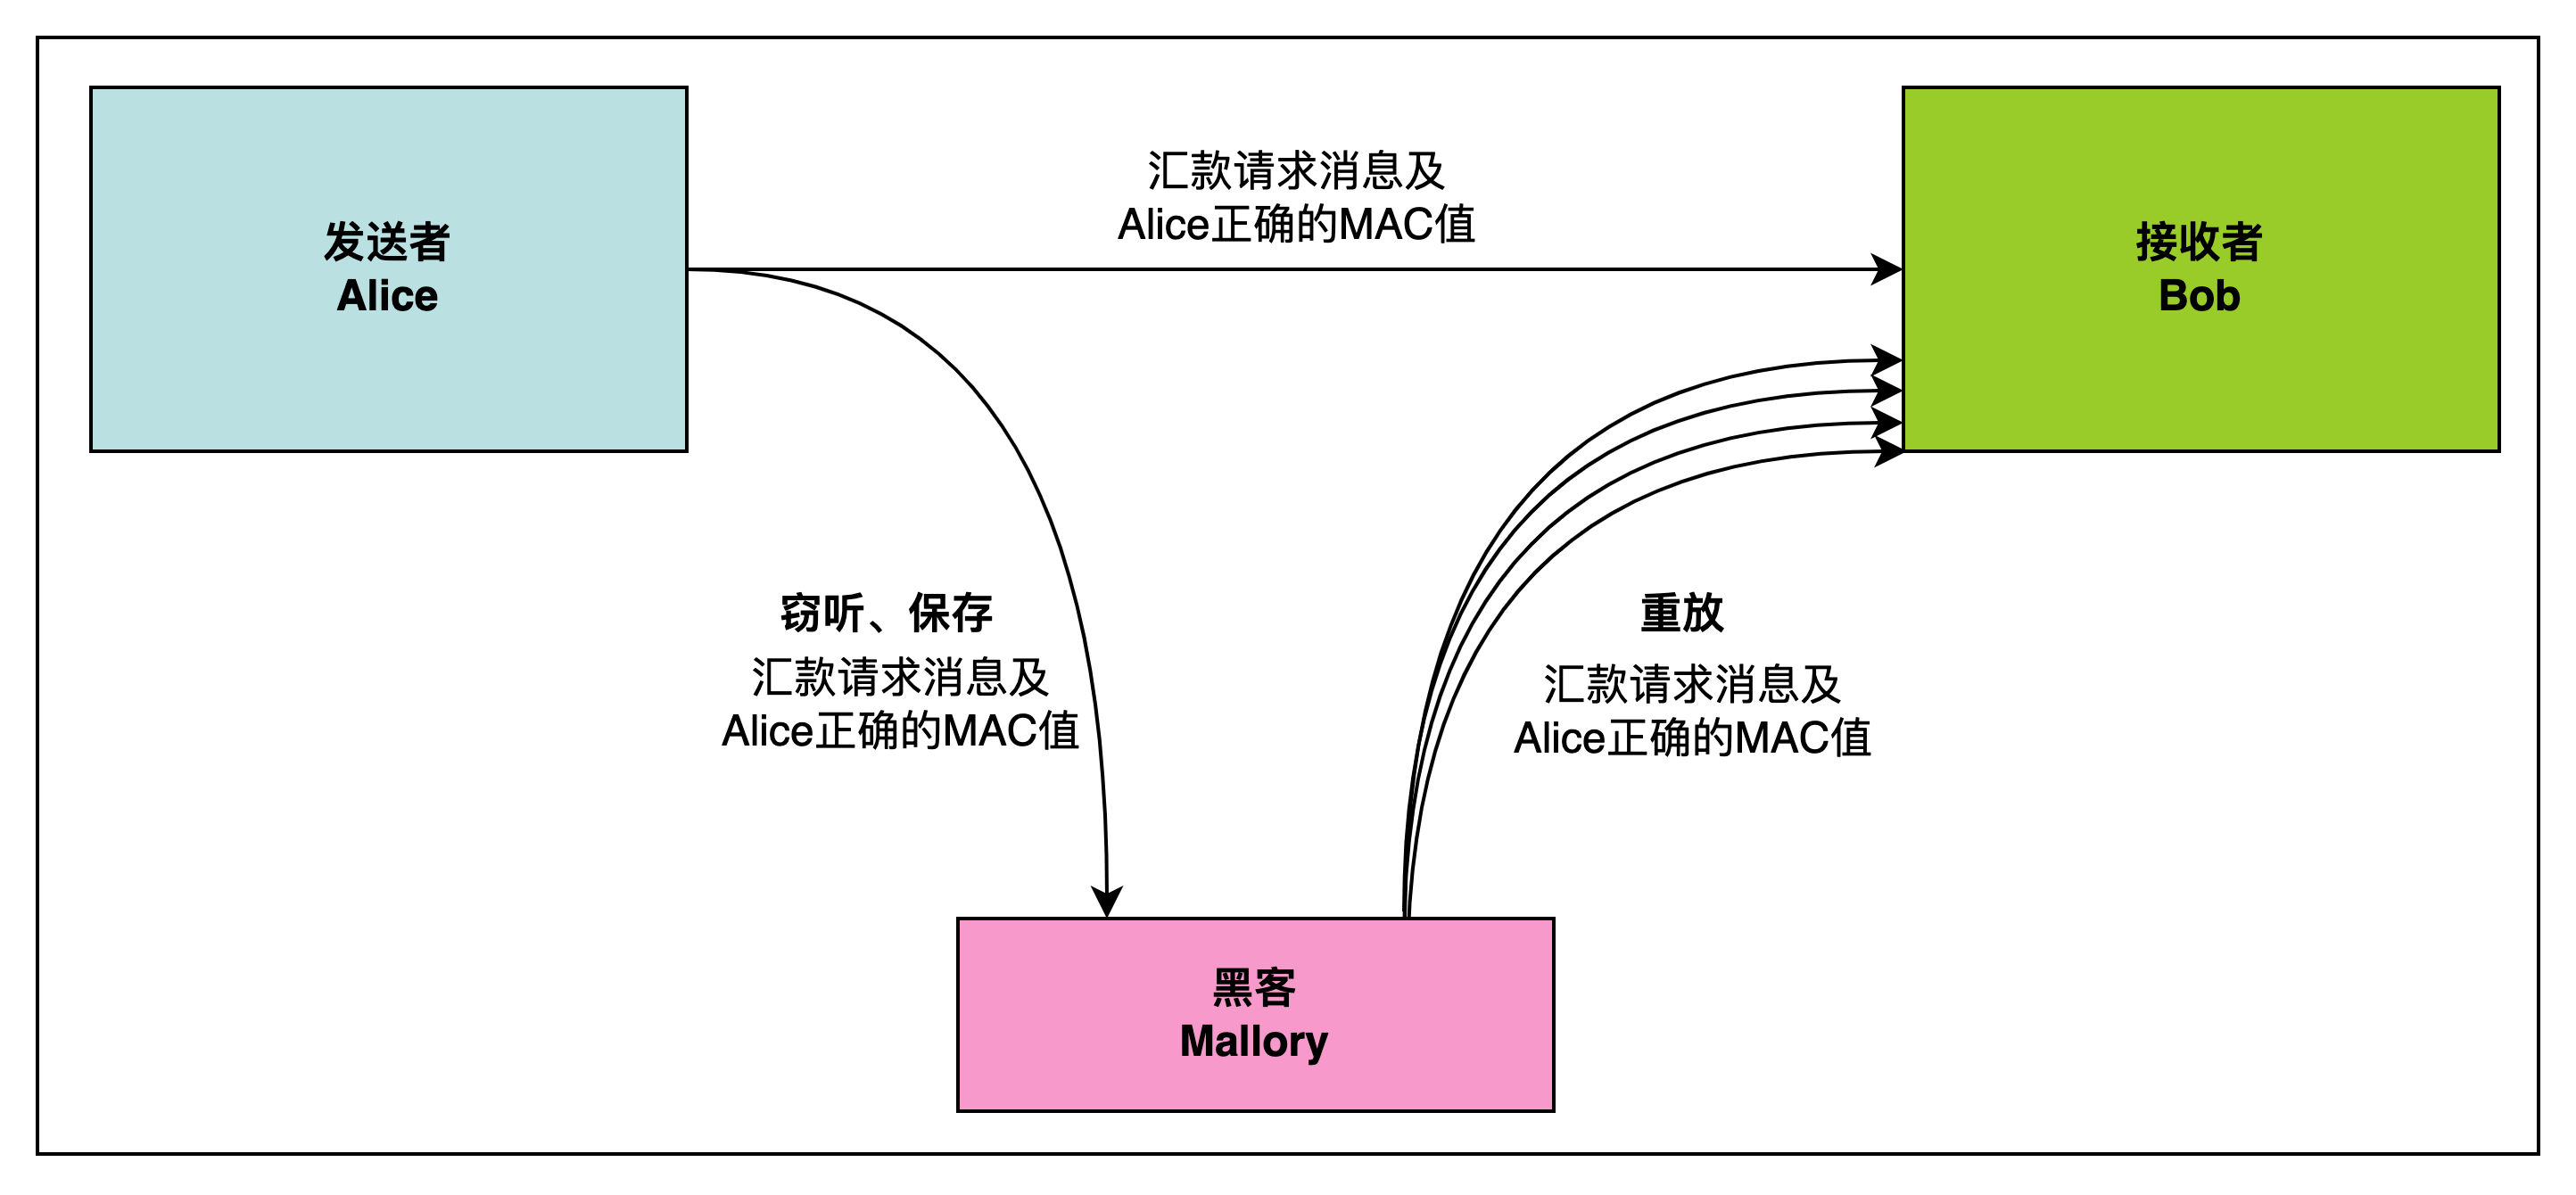 发送者
Alice
汇款请求消息及
Alice正确的MAC值
接收者
Bob
窃听、保存
汇款请求消息及
Alice正确的MAC值
重放
汇款请求消息及
Alice正确的MAC值
黑客
Mallory